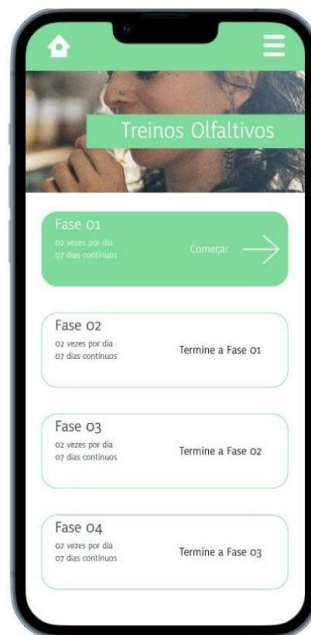 Treinos Olfaltivos
Fase 01
02 vezes por dia
07 dias contínuos
Começar
Fase 02
02 vezes por dia
07 dias contínuos
Termine a Fase 01
Fase 03
02 vezes por dia
07 dias contínuos
Termine a Fase 02
Fase 04
02 vezes por dia
07 dias contínuos
Termine a Fase 03